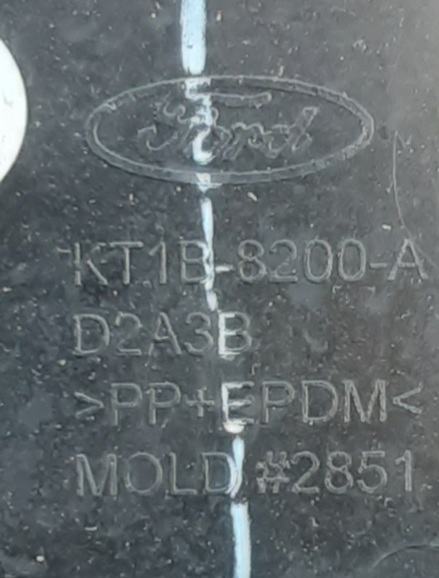 Ford
KT1B-8200-A
D2A3B
>PP+EPDM<
MOLD #2851